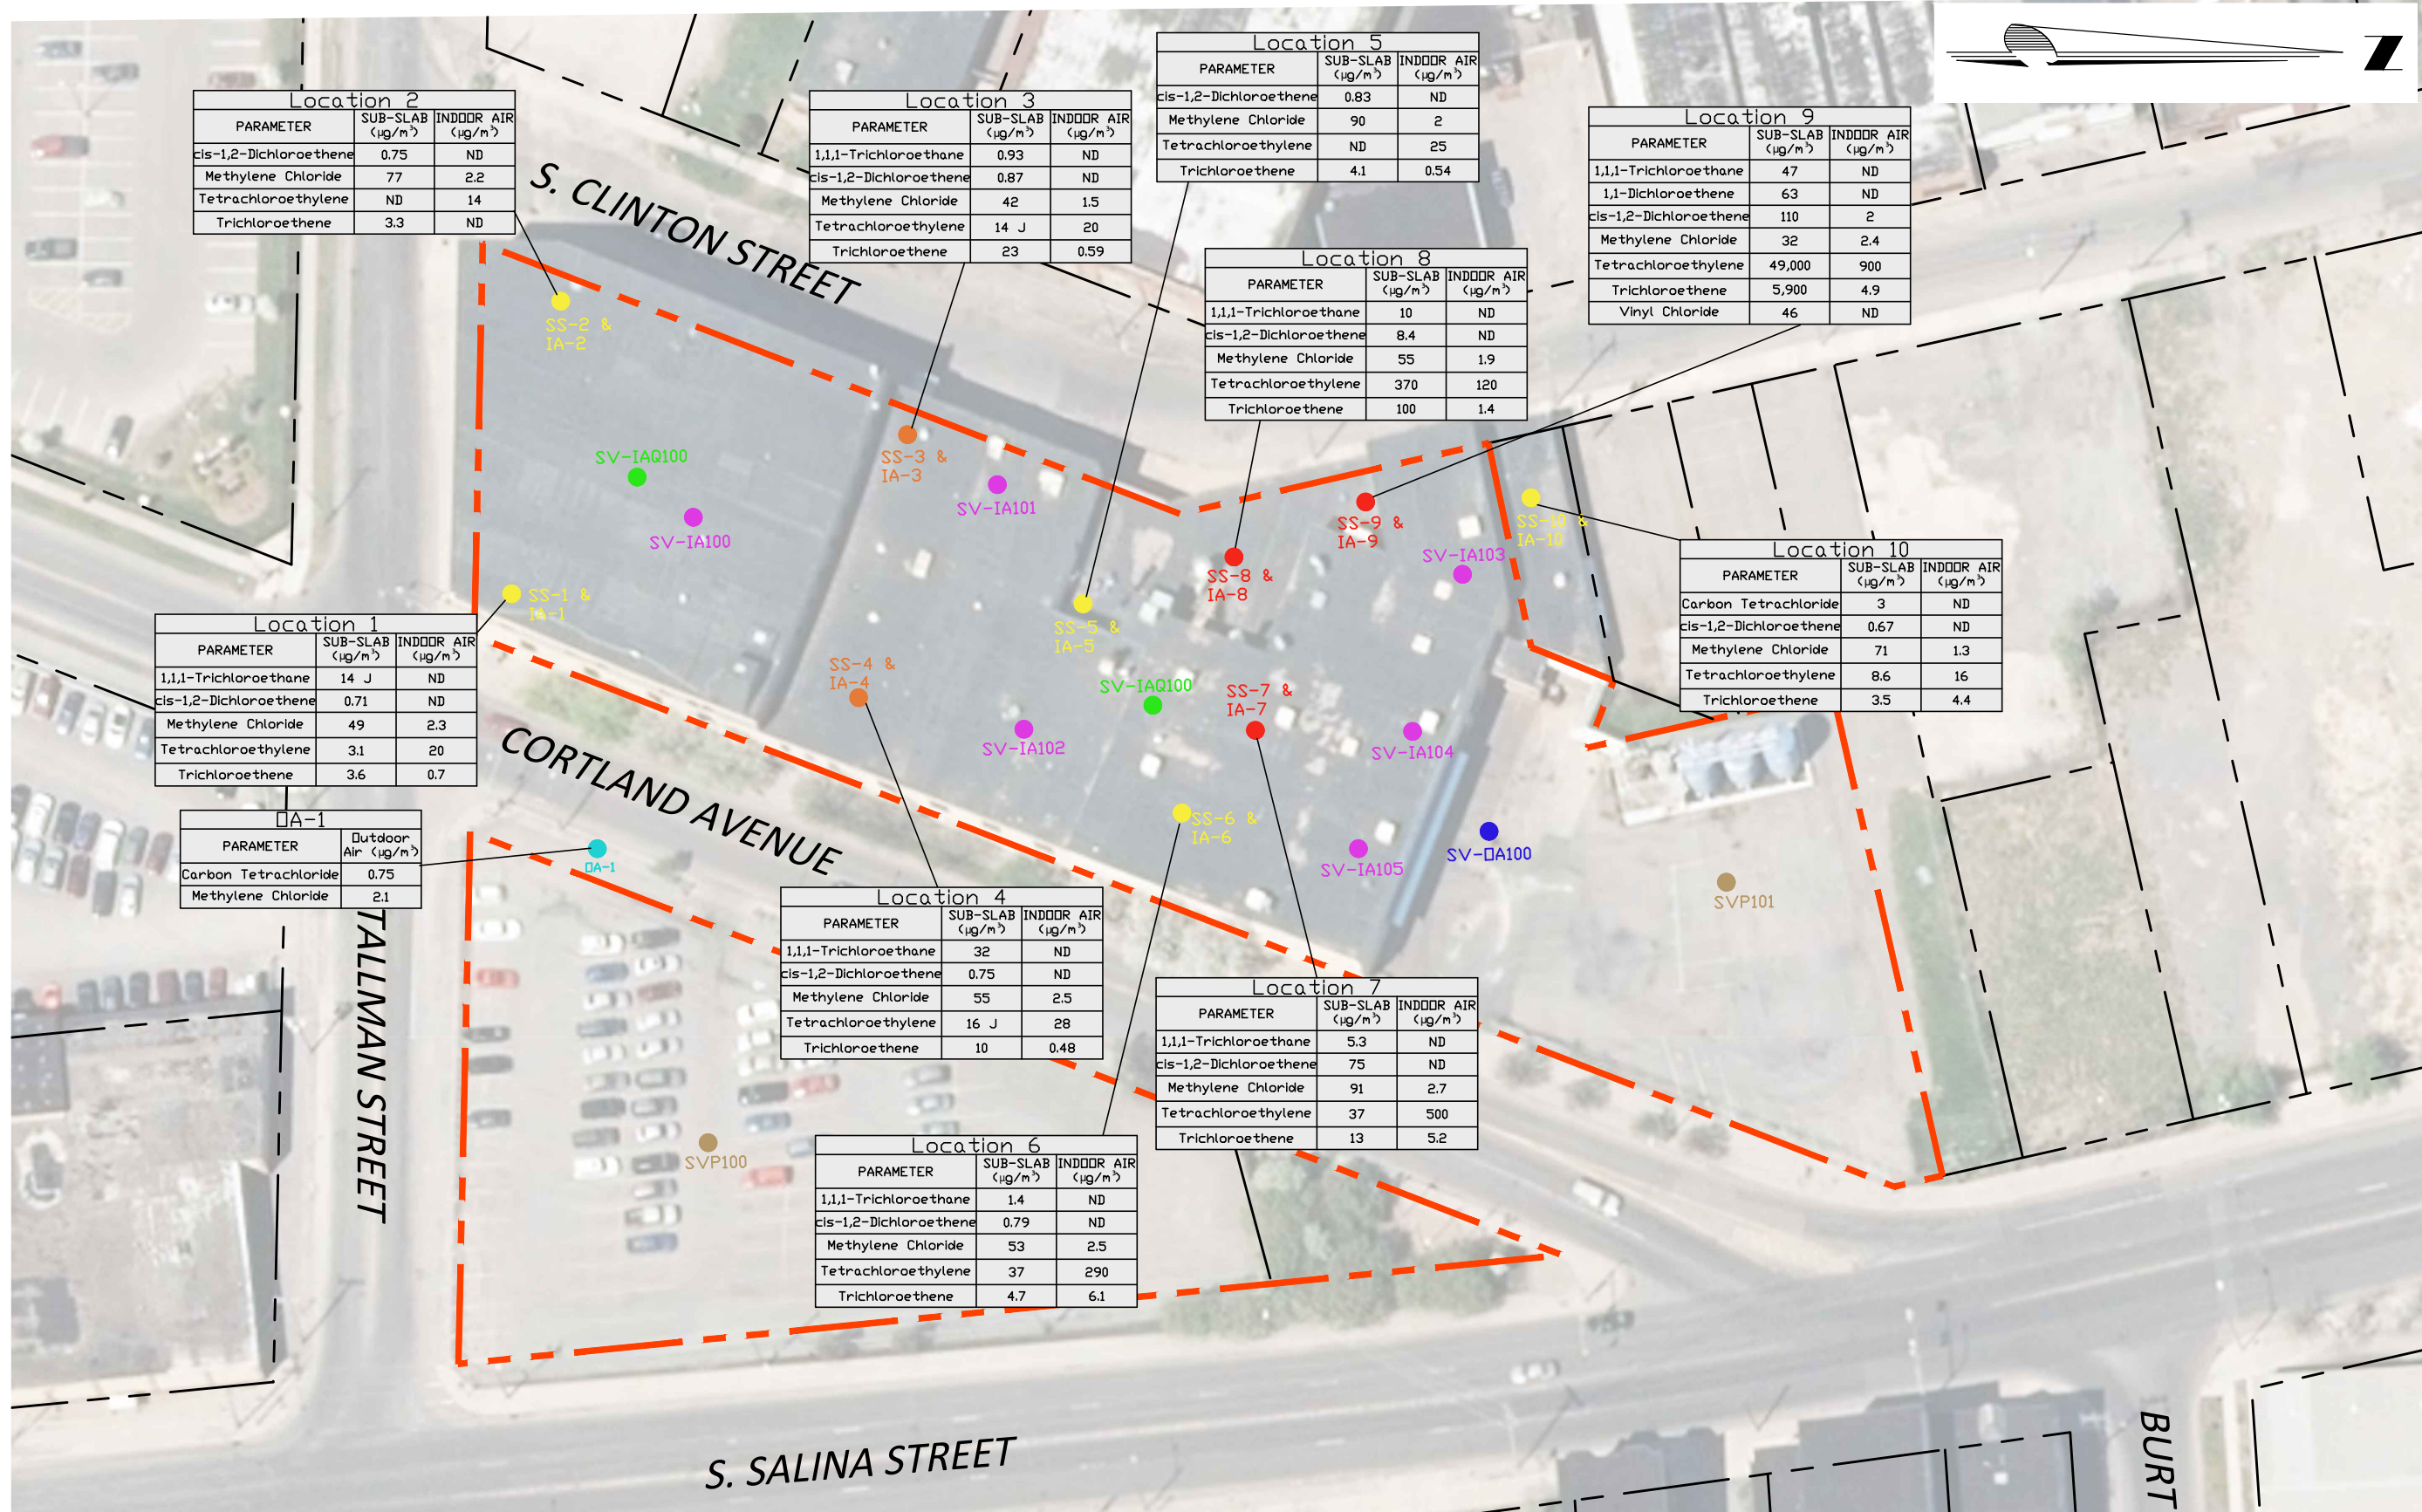 Location 5
PARAMETER SUB-SLAB (µg/m³) INDOOR AIR (µg/m³)
cis-1,2-Dichloroethene 0.83 ND
Methylene Chloride 90 2
Tetrachloroethylene ND 25
Trichloroethene 4.1 0.54
Z
Location 2
PARAMETER SUB-SLAB (µg/m³) INDOOR AIR (µg/m³)
cis-1,2-Dichloroethene 0.75 ND
Methylene Chloride 77 2.2
Tetrachloroethylene ND 14
Trichloroethene 3.3 ND
Location 3
PARAMETER SUB-SLAB (µg/m³) INDOOR AIR (µg/m³)
1,1,1-Trichloroethane 0.93 ND
cis-1,2-Dichloroethene 0.87 ND
Methylene Chloride 42 1.5
Tetrachloroethylene 14 J 20
Trichloroethene 23 0.59
Location 9
PARAMETER SUB-SLAB (µg/m³) INDOOR AIR (µg/m³)
1,1,1-Trichloroethane 47 ND
1,1-Dichloroethene 63 ND
cis-1,2-Dichloroethene 110 2
Methylene Chloride 32 2.4
Tetrachloroethylene 49,000 900
Trichloroethene 5,900 4.9
Vinyl Chloride 46 ND
S. CLINTON STREET
Location 8
PARAMETER SUB-SLAB (µg/m³) INDOOR AIR (µg/m³)
1,1,1-Trichloroethane 10 ND
cis-1,2-Dichloroethene 8.4 ND
Methylene Chloride 55 1.9
Tetrachloroethylene 370 120
Trichloroethene 100 1.4
SS-2 &
IA-2
SV-IAQ100
SS-3 &
IA-3
SV-IA101
SV-IA100
SS-9 &
IA-9
SS-10 &
IA-10
SV-IA103
SS-8 &
IA-8
SS-1 &
IA-1
SS-5 &
IA-5
Location 10
PARAMETER SUB-SLAB (µg/m³) INDOOR AIR (µg/m³)
Carbon Tetrachloride 3 ND
cis-1,2-Dichloroethene 0.67 ND
Methylene Chloride 71 1.3
Tetrachloroethylene 8.6 16
Trichloroethene 3.5 4.4
Location 1
PARAMETER SUB-SLAB (µg/m³) INDOOR AIR (µg/m³)
1,1,1-Trichloroethane 14 J ND
cis-1,2-Dichloroethene 0.71 ND
Methylene Chloride 49 2.3
Tetrachloroethylene 3.1 20
Trichloroethene 3.6 0.7
SS-4 &
IA-4
SV-IAQ100
SS-7 &
IA-7
SV-IA102
SV-IA104
CORTLAND AVENUE
SS-6 &
IA-6
SV-IA105
SV-OA100
SVP101
OA-1
PARAMETER Outdoor Air (µg/m³)
Carbon Tetrachloride 0.75
Methylene Chloride 2.1
OA-1
Location 4
PARAMETER SUB-SLAB (µg/m³) INDOOR AIR (µg/m³)
1,1,1-Trichloroethane 32 ND
cis-1,2-Dichloroethene 0.75 ND
Methylene Chloride 55 2.5
Tetrachloroethylene 16 J 28
Trichloroethene 10 0.48
TALLMAN STREET
Location 7
PARAMETER SUB-SLAB (µg/m³) INDOOR AIR (µg/m³)
1,1,1-Trichloroethane 5.3 ND
cis-1,2-Dichloroethene 75 ND
Methylene Chloride 91 2.7
Tetrachloroethylene 37 500
Trichloroethene 13 5.2
SVP100
Location 6
PARAMETER SUB-SLAB (µg/m³) INDOOR AIR (µg/m³)
1,1,1-Trichloroethane 1.4 ND
cis-1,2-Dichloroethene 0.79 ND
Methylene Chloride 53 2.5
Tetrachloroethylene 37 290
Trichloroethene 4.7 6.1
S. SALINA STREET
BURT